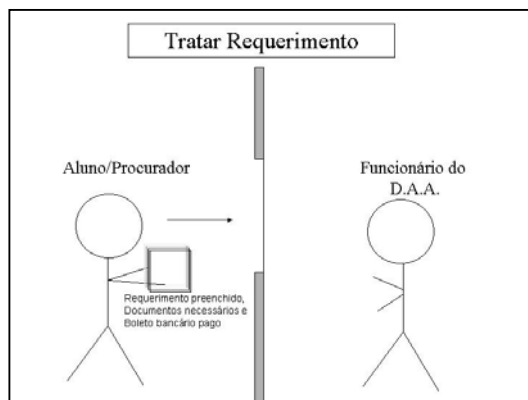 Tratar Requerimento
Aluno/Procurador
Funcionário do
D.A.A.
Requerimento preenchido,
Documentos necessários e
Boleto bancário pago